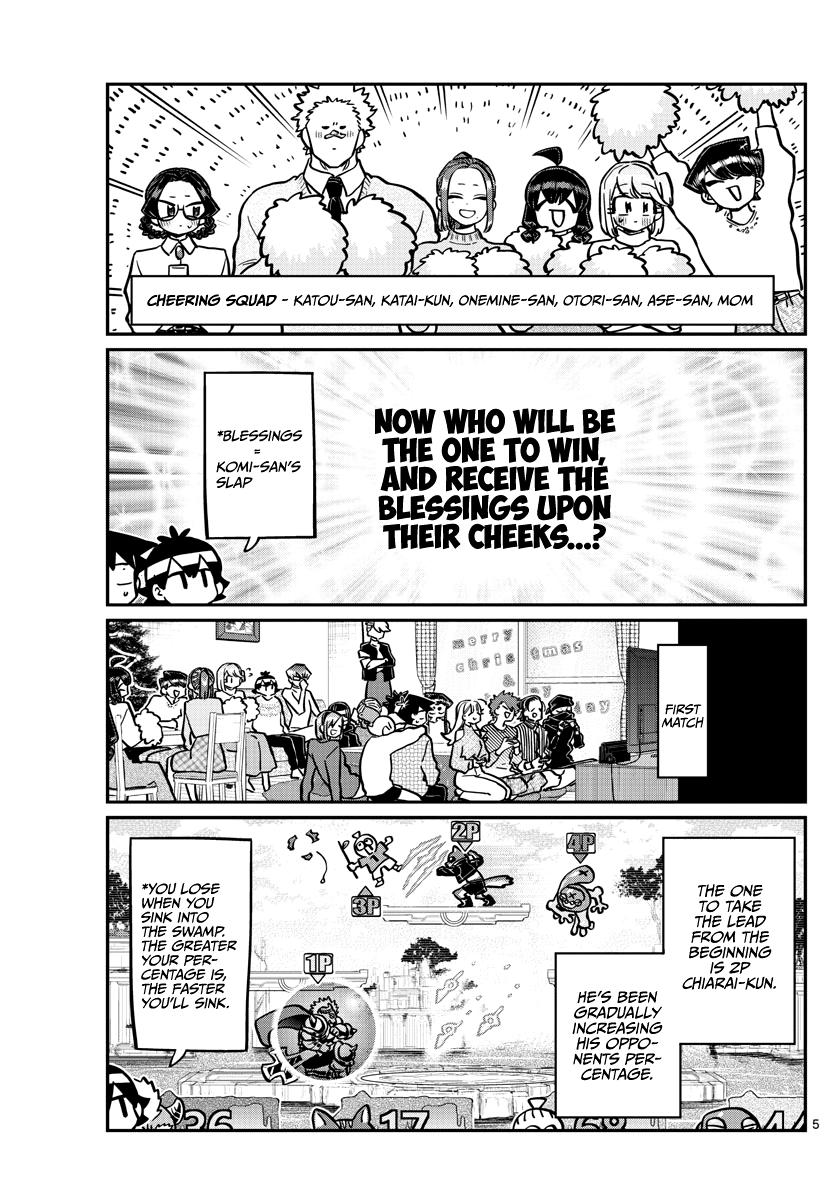 CHEERING SQUAD - KATOU-SAN, KATAI-KUN, ONEMINE-SAN, OTORI-SAN, ASE-SAN, MOM
*BLESSINGS
=
KOMI-SAN'S
SLAP
NOW WHO WILL BE
THE ONE TO WIN,
AND RECEIVE THE
BLESSINGS UPON
THEIR CHEEKS...?
merry
christmas
&
day
FIRST
MATCH
2P
4P
3P
1P
*YOU LOSE
WHEN YOU
SINK INTO
THE SWAMP.
THE GREATER
YOUR PER-
CENTAGE IS,
THE FASTER
YOU'LL SINK.
THE ONE
TO TAKE
THE LEAD
FROM THE
BEGINNING
IS 2P
CHIARAI-KUN.
HE'S BEEN
GRADUALLY
INCREASING
HIS OPPO-
NENTS PER-
CENTAGE.
36
17
68
5